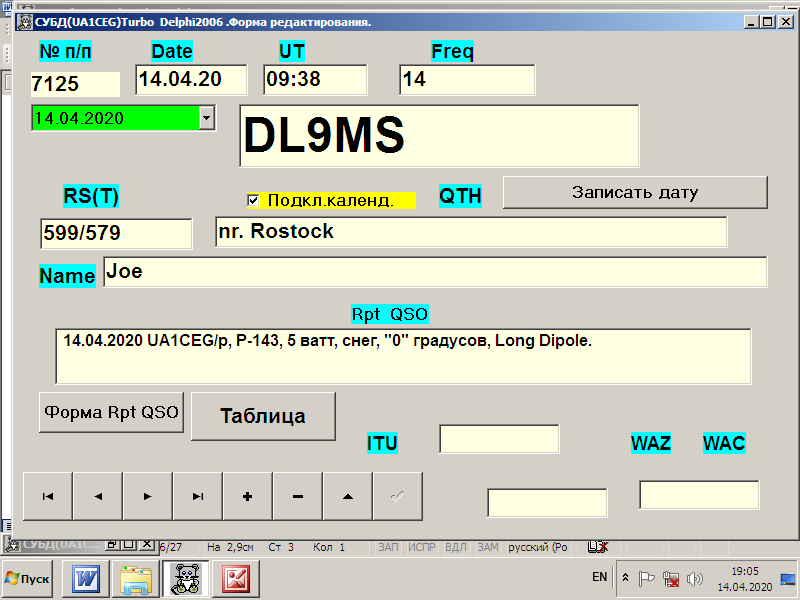 СУБД(UA1CEG)Turbo Delphi2006 .Форма редактирования.
№ п/п Date UT Freq
7125 14.04.20 09:38 14
14.04.2020
DL9MS
RS(T) Подкл.календ. QTH Записать дату
599/579 nr. Rostock
Name Joe
Rpt QSO
14.04.2020 UA1CEG/p, P-143, 5 ватт, снег, "0" градусов, Long Dipole.
Форма Rpt QSO Таблица
ITU WAZ WAC
СУБД(UA1C... 6/27 На 2,9см Ст 3 Кол 1 ЗАП ИСПР ВДЛ ЗАМ русский (Ро
Пуск EN 19:05
14.04.2020